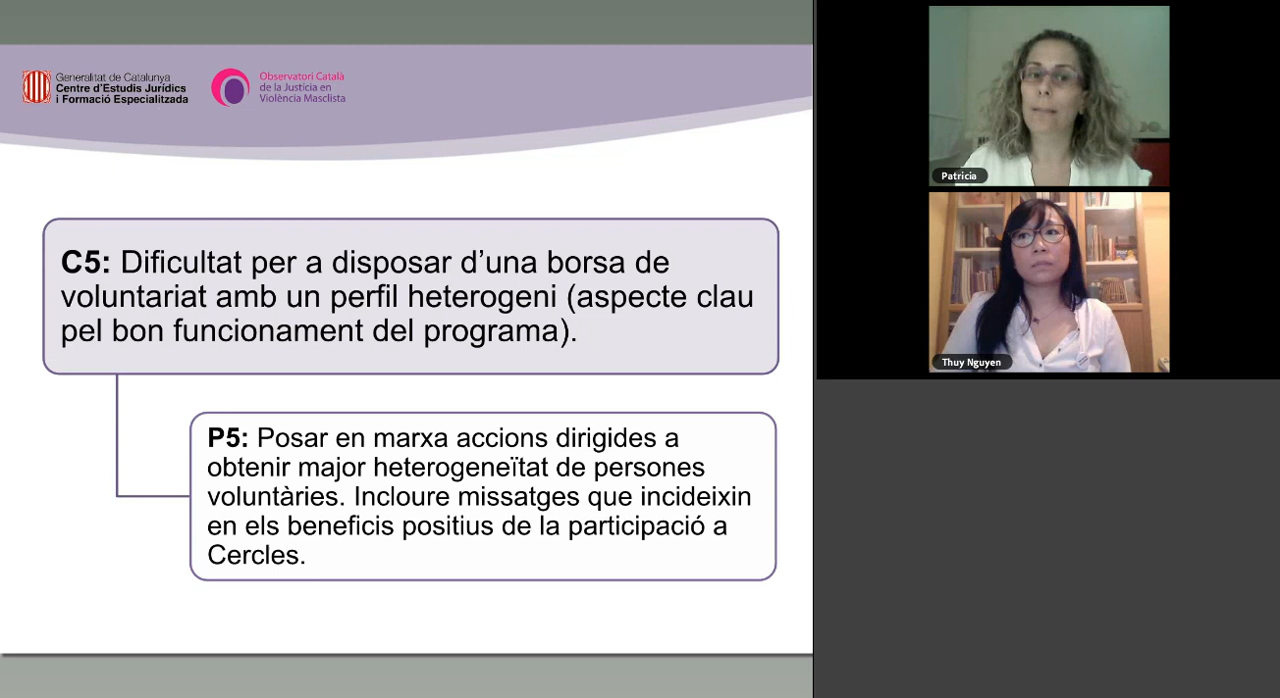 Generalitat de Catalunya
Centre d'Estudis Jurídics
i Formació Especialitzada
Observatori Català
de la Justícia en
Violència Masclista
C5: Dificultat per a disposar d'una borsa de
voluntariat amb un perfil heterogeni (aspecte clau
pel bon funcionament del programa).
P5: Posar en marxa accions dirigides a
obtenir major heterogeneïtat de persones
voluntàries. Incloure missatges que incideixin
en els beneficis positius de la participació a
Cercles.
Patricia
Thuy Nguyen